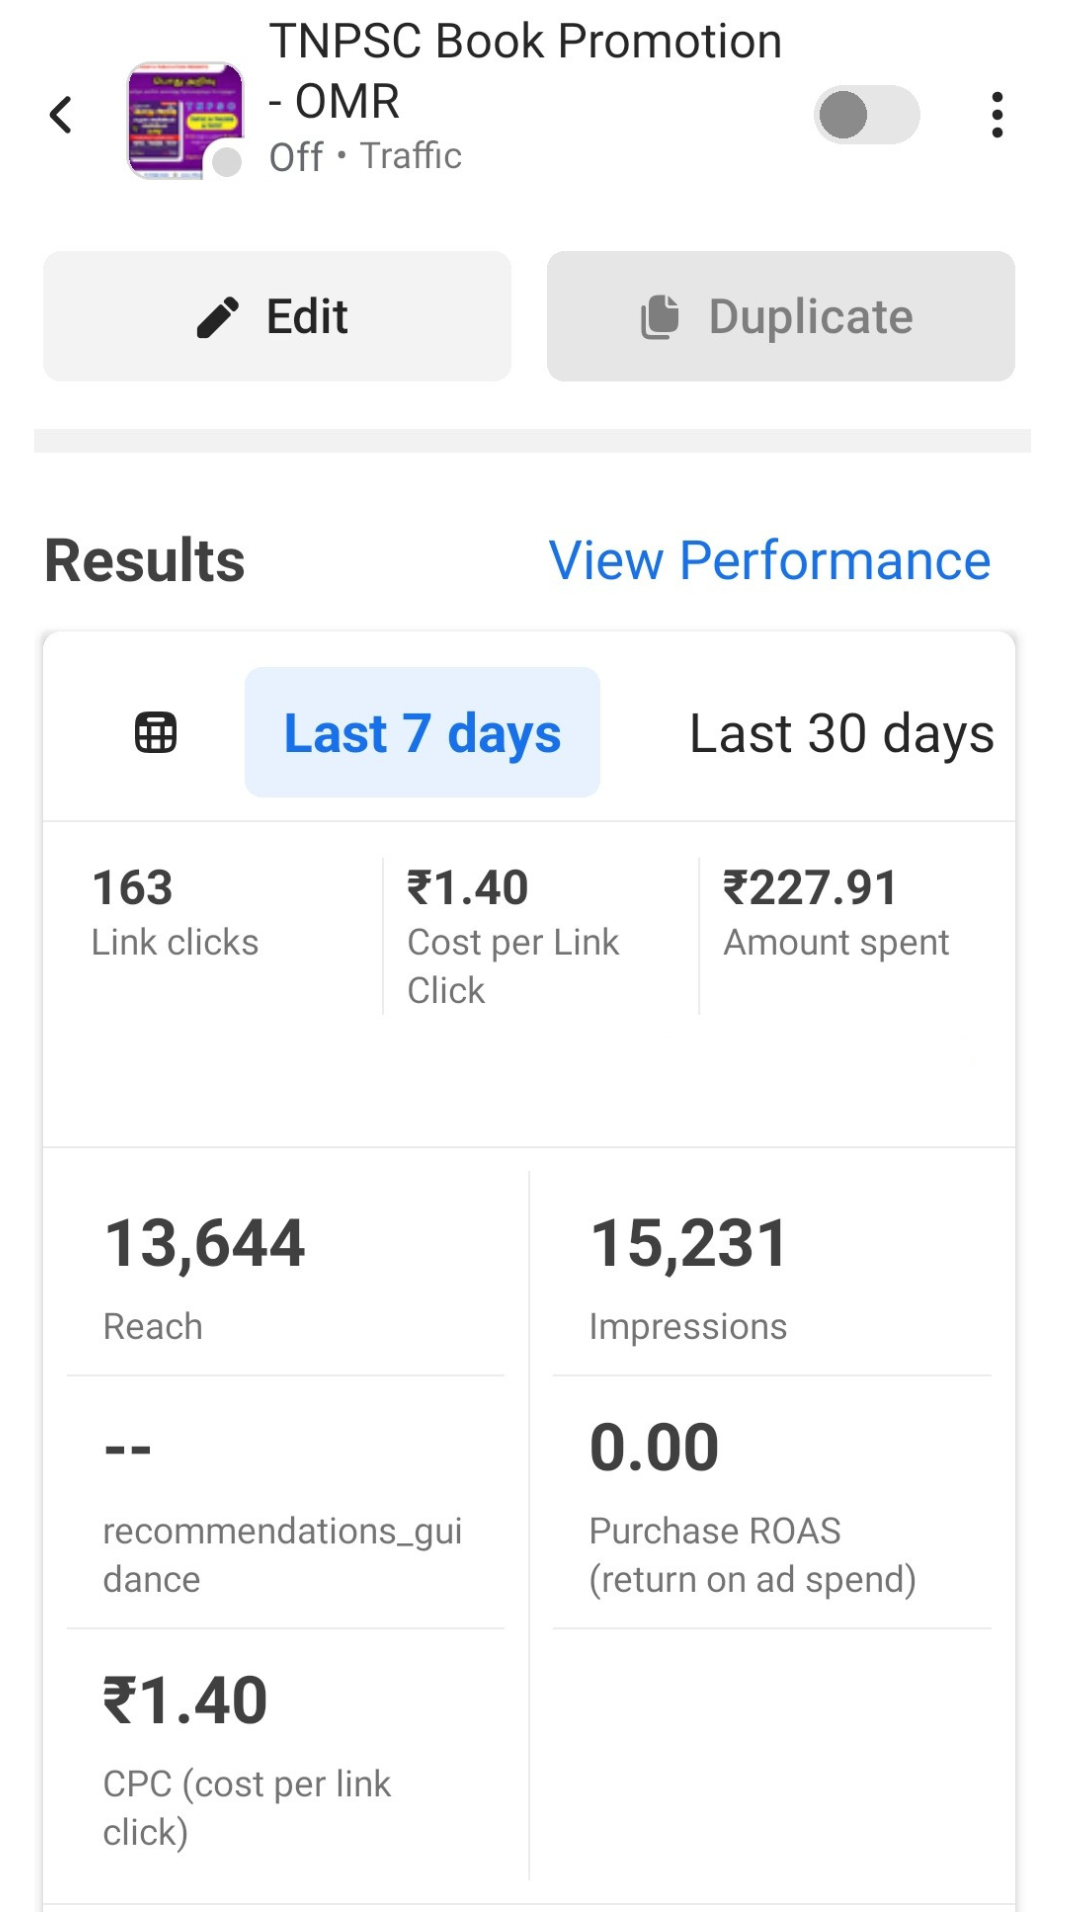 TNPSC Book Promotion
- OMR
Off • Traffic
Edit
Duplicate
Results
View Performance
Last 7 days
Last 30 days
163
Link clicks
₹1.40
Cost per Link
Click
₹227.91
Amount spent
13,644
Reach
15,231
Impressions
--
recommendations_gui
dance
0.00
Purchase ROAS
(return on ad spend)
₹1.40
CPC (cost per link
click)